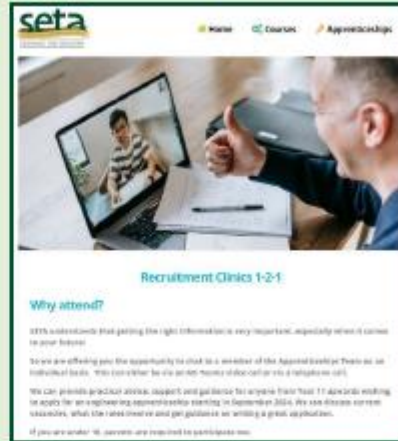 seta
Home Courses Apprenticeships
Recruitment Clinics 1-2-1
Why attend?
SETA understands that getting the right information is very important, especially when it comes
to your future!
So we are offering you the opportunity to chat to a member of the Apprenticeships Team on an
individual basis. This can either be via an MS Teams video call or via a telephone call.
We can provide practical advice, support and guidance for anyone from Year 11 upwards wishing
to apply for an engineering apprenticeship starting in September 2024. We can discuss current
vacancies, what the roles involve and get guidance on writing a great application.
If you are under 18, parents are required to participate too.